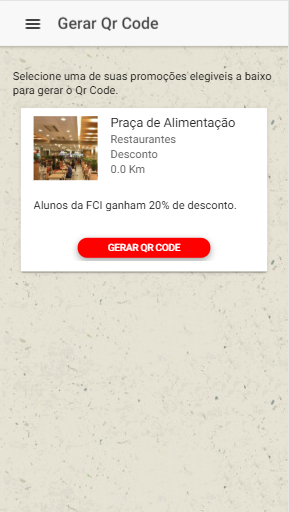 Gerar Qr Code
Selecione uma de suas promoções elegiveis a baixo
para gerar o Qr Code.
Praça de Alimentação
Restaurantes
Desconto
0.0 Km
Alunos da FCI ganham 20% de desconto.
GERAR QR CODE